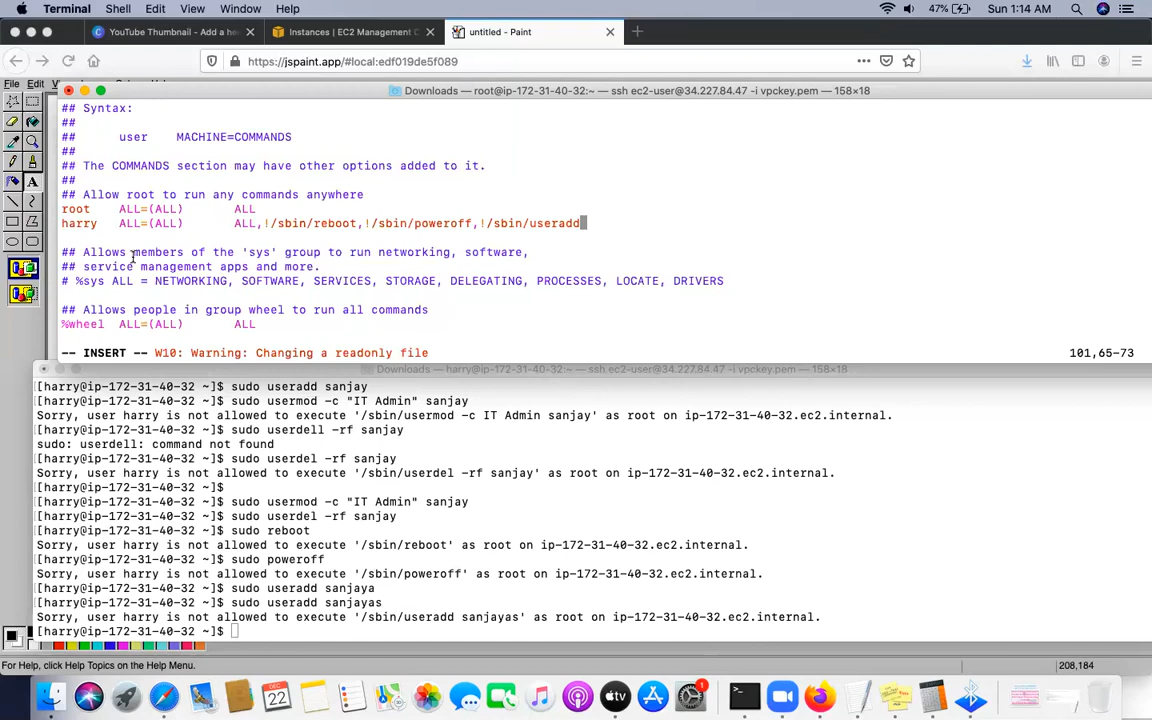 Terminal Shell Edit View Window Help 47% Sun 1:14 AM
YouTube Thumbnail - Add a he Instances | EC2 Management C untitled - Paint
https://jspaint.app/#local:edf019de5f089
File Edit
Downloads — root@ip-172-31-40-32:~ — ssh ec2-user@34.227.84.47 -i vpckey.pem — 158×18
## Syntax:
##
## user MACHINE=COMMANDS
##
## The COMMANDS section may have other options added to it.
##
## Allow root to run any commands anywhere
root ALL=(ALL) ALL
harry ALL=(ALL) ALL,!/sbin/reboot,!/sbin/poweroff,!/sbin/useradd
## Allows members of the 'sys' group to run networking, software,
## service management apps and more.
# %sys ALL = NETWORKING, SOFTWARE, SERVICES, STORAGE, DELEGATING, PROCESSES, LOCATE, DRIVERS
## Allows people in group wheel to run all commands
%wheel ALL=(ALL) ALL
-- INSERT -- W10: Warning: Changing a readonly file 101,65-73
Downloads — harry@ip-172-31-40-32:~ — ssh ec2-user@34.227.84.47 -i vpckey.pem — 158×18
[harry@ip-172-31-40-32 ~]$ sudo useradd sanjay
[harry@ip-172-31-40-32 ~]$ sudo usermod -c "IT Admin" sanjay
Sorry, user harry is not allowed to execute '/sbin/usermod -c IT Admin sanjay' as root on ip-172-31-40-32.ec2.internal.
[harry@ip-172-31-40-32 ~]$ sudo userdell -rf sanjay
sudo: userdell: command not found
[harry@ip-172-31-40-32 ~]$ sudo userdel -rf sanjay
Sorry, user harry is not allowed to execute '/sbin/userdel -rf sanjay' as root on ip-172-31-40-32.ec2.internal.
[harry@ip-172-31-40-32 ~]$
[harry@ip-172-31-40-32 ~]$ sudo usermod -c "IT Admin" sanjay
[harry@ip-172-31-40-32 ~]$ sudo userdel -rf sanjay
[harry@ip-172-31-40-32 ~]$ sudo reboot
Sorry, user harry is not allowed to execute '/sbin/reboot' as root on ip-172-31-40-32.ec2.internal.
[harry@ip-172-31-40-32 ~]$ sudo poweroff
Sorry, user harry is not allowed to execute '/sbin/poweroff' as root on ip-172-31-40-32.ec2.internal.
[harry@ip-172-31-40-32 ~]$ sudo useradd sanjaya
[harry@ip-172-31-40-32 ~]$ sudo useradd sanjayas
Sorry, user harry is not allowed to execute '/sbin/useradd sanjayas' as root on ip-172-31-40-32.ec2.internal.
[harry@ip-172-31-40-32 ~]$
For Help, click Help Topics on the Help Menu. 208,184
DEC
22
tv
1